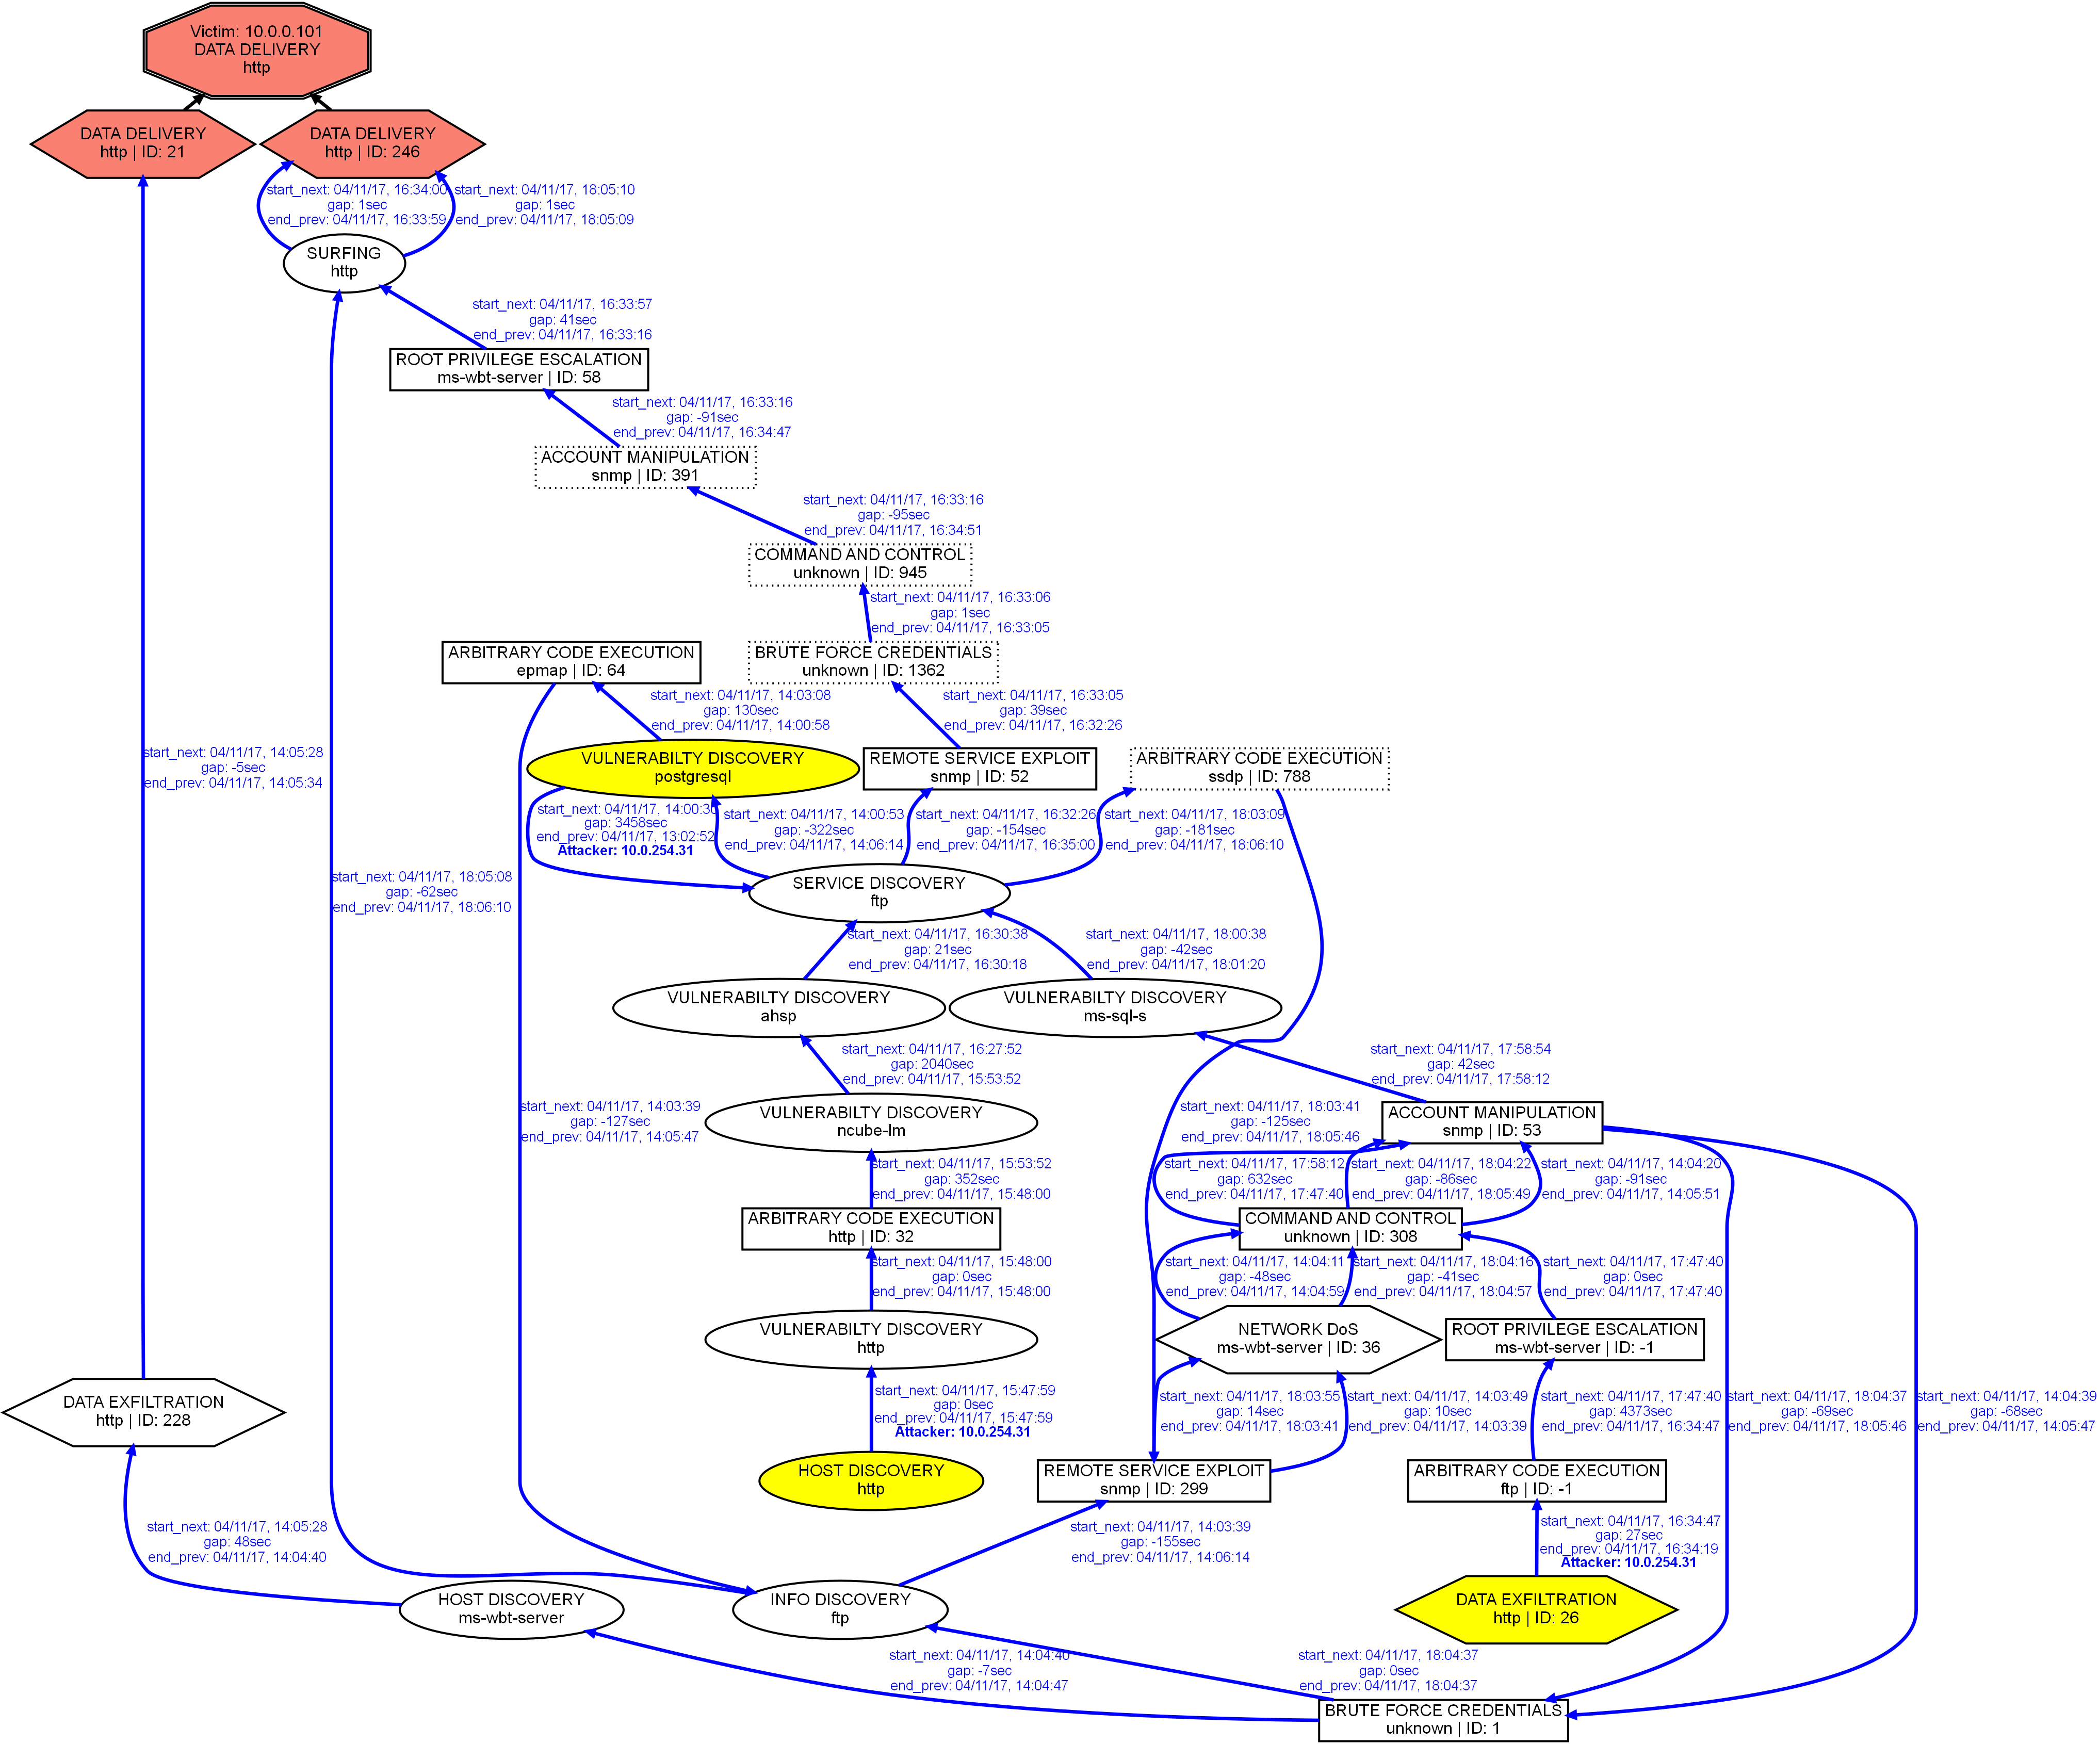 Victim: 10.0.0.101
DATA DELIVERY
http
DATA DELIVERY
http | ID: 21
DATA DELIVERY
http | ID: 246
start_next: 04/11/17, 16:34:00
gap: 1sec
end_prev: 04/11/17, 16:33:59
start_next: 04/11/17, 18:05:10
gap: 1sec
end_prev: 04/11/17, 18:05:09
SURFING
http
start_next: 04/11/17, 16:33:57
gap: 41sec
end_prev: 04/11/17, 16:33:16
ROOT PRIVILEGE ESCALATION
ms-wbt-server | ID: 58
start_next: 04/11/17, 16:33:16
gap: -91sec
end_prev: 04/11/17, 16:34:47
ACCOUNT MANIPULATION
snmp | ID: 391
start_next: 04/11/17, 16:33:16
gap: -95sec
end_prev: 04/11/17, 16:34:51
COMMAND AND CONTROL
unknown | ID: 945
start_next: 04/11/17, 16:33:06
gap: 1sec
end_prev: 04/11/17, 16:33:05
ARBITRARY CODE EXECUTION
epmap | ID: 64
BRUTE FORCE CREDENTIALS
unknown | ID: 1362
start_next: 04/11/17, 14:03:08
gap: 130sec
end_prev: 04/11/17, 14:00:58
start_next: 04/11/17, 16:33:05
gap: 39sec
end_prev: 04/11/17, 16:32:26
start_next: 04/11/17, 14:05:28
gap: -5sec
end_prev: 04/11/17, 14:05:34
VULNERABILTY DISCOVERY
postgresql
REMOTE SERVICE EXPLOIT
snmp | ID: 52
ARBITRARY CODE EXECUTION
ssdp | ID: 788
start_next: 04/11/17, 14:00:30
gap: 3458sec
end_prev: 04/11/17, 13:02:52
Attacker: 10.0.254.31
start_next: 04/11/17, 14:00:53
gap: -322sec
end_prev: 04/11/17, 14:06:14
start_next: 04/11/17, 16:32:26
gap: -154sec
end_prev: 04/11/17, 16:35:00
start_next: 04/11/17, 18:03:09
gap: -181sec
end_prev: 04/11/17, 18:06:10
start_next: 04/11/17, 18:05:08
gap: -62sec
end_prev: 04/11/17, 18:06:10
SERVICE DISCOVERY
ftp
start_next: 04/11/17, 16:30:38
gap: 21sec
end_prev: 04/11/17, 16:30:18
start_next: 04/11/17, 18:00:38
gap: -42sec
end_prev: 04/11/17, 18:01:20
VULNERABILTY DISCOVERY
ahsp
VULNERABILTY DISCOVERY
ms-sql-s
start_next: 04/11/17, 16:27:52
gap: 2040sec
end_prev: 04/11/17, 15:53:52
start_next: 04/11/17, 17:58:54
gap: 42sec
end_prev: 04/11/17, 17:58:12
start_next: 04/11/17, 14:03:39
gap: -127sec
end_prev: 04/11/17, 14:05:47
VULNERABILTY DISCOVERY
ncube-lm
start_next: 04/11/17, 18:03:41
gap: -125sec
end_prev: 04/11/17, 18:05:46
ACCOUNT MANIPULATION
snmp | ID: 53
start_next: 04/11/17, 15:53:52
gap: 352sec
end_prev: 04/11/17, 15:48:00
start_next: 04/11/17, 17:58:12
gap: 632sec
end_prev: 04/11/17, 17:47:40
start_next: 04/11/17, 18:04:22
gap: -86sec
end_prev: 04/11/17, 18:05:49
start_next: 04/11/17, 14:04:20
gap: -91sec
end_prev: 04/11/17, 14:05:51
ARBITRARY CODE EXECUTION
http | ID: 32
COMMAND AND CONTROL
unknown | ID: 308
start_next: 04/11/17, 15:48:00
gap: 0sec
end_prev: 04/11/17, 15:48:00
start_next: 04/11/17, 14:04:11
gap: -48sec
end_prev: 04/11/17, 14:04:59
start_next: 04/11/17, 18:04:16
gap: -41sec
end_prev: 04/11/17, 18:04:57
start_next: 04/11/17, 17:47:40
gap: 0sec
end_prev: 04/11/17, 17:47:40
VULNERABILTY DISCOVERY
http
NETWORK DoS
ms-wbt-server | ID: 36
ROOT PRIVILEGE ESCALATION
ms-wbt-server | ID: -1
DATA EXFILTRATION
http | ID: 228
start_next: 04/11/17, 15:47:59
gap: 0sec
end_prev: 04/11/17, 15:47:59
Attacker: 10.0.254.31
start_next: 04/11/17, 18:03:55
gap: 14sec
end_prev: 04/11/17, 18:03:41
start_next: 04/11/17, 14:03:49
gap: 10sec
end_prev: 04/11/17, 14:03:39
start_next: 04/11/17, 17:47:40
gap: 4373sec
end_prev: 04/11/17, 16:34:47
start_next: 04/11/17, 18:04:37
gap: -69sec
end_prev: 04/11/17, 18:05:46
start_next: 04/11/17, 14:04:39
gap: -68sec
end_prev: 04/11/17, 14:05:47
HOST DISCOVERY
http
REMOTE SERVICE EXPLOIT
snmp | ID: 299
ARBITRARY CODE EXECUTION
ftp | ID: -1
start_next: 04/11/17, 14:05:28
gap: 48sec
end_prev: 04/11/17, 14:04:40
start_next: 04/11/17, 14:03:39
gap: -155sec
end_prev: 04/11/17, 14:06:14
start_next: 04/11/17, 16:34:47
gap: 27sec
end_prev: 04/11/17, 16:34:19
Attacker: 10.0.254.31
HOST DISCOVERY
ms-wbt-server
INFO DISCOVERY
ftp
DATA EXFILTRATION
http | ID: 26
start_next: 04/11/17, 14:04:40
gap: -7sec
end_prev: 04/11/17, 14:04:47
start_next: 04/11/17, 18:04:37
gap: 0sec
end_prev: 04/11/17, 18:04:37
BRUTE FORCE CREDENTIALS
unknown | ID: 1